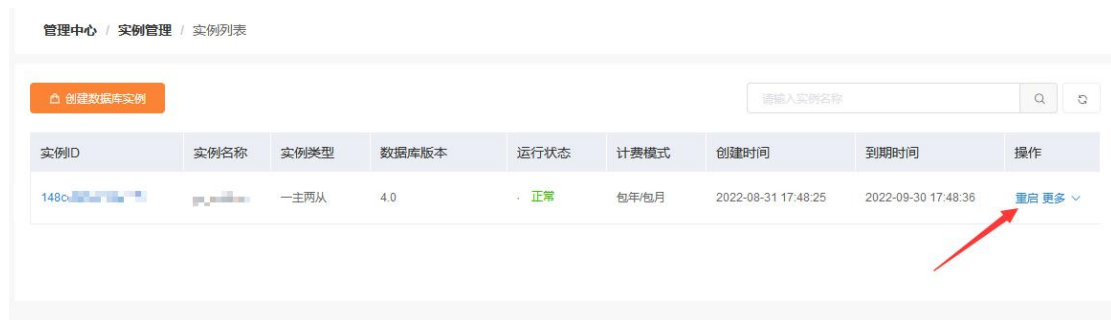 管理中心 / 实例管理 / 实例列表
创建数据库实例 请输入实例名称
实例ID 实例名称 实例类型 数据库版本 运行状态 计费模式 创建时间 到期时间 操作
148c 一主两从 4.0 正常 包年/包月 2022-08-31 17:48:25 2022-09-30 17:48:36 重启 更多